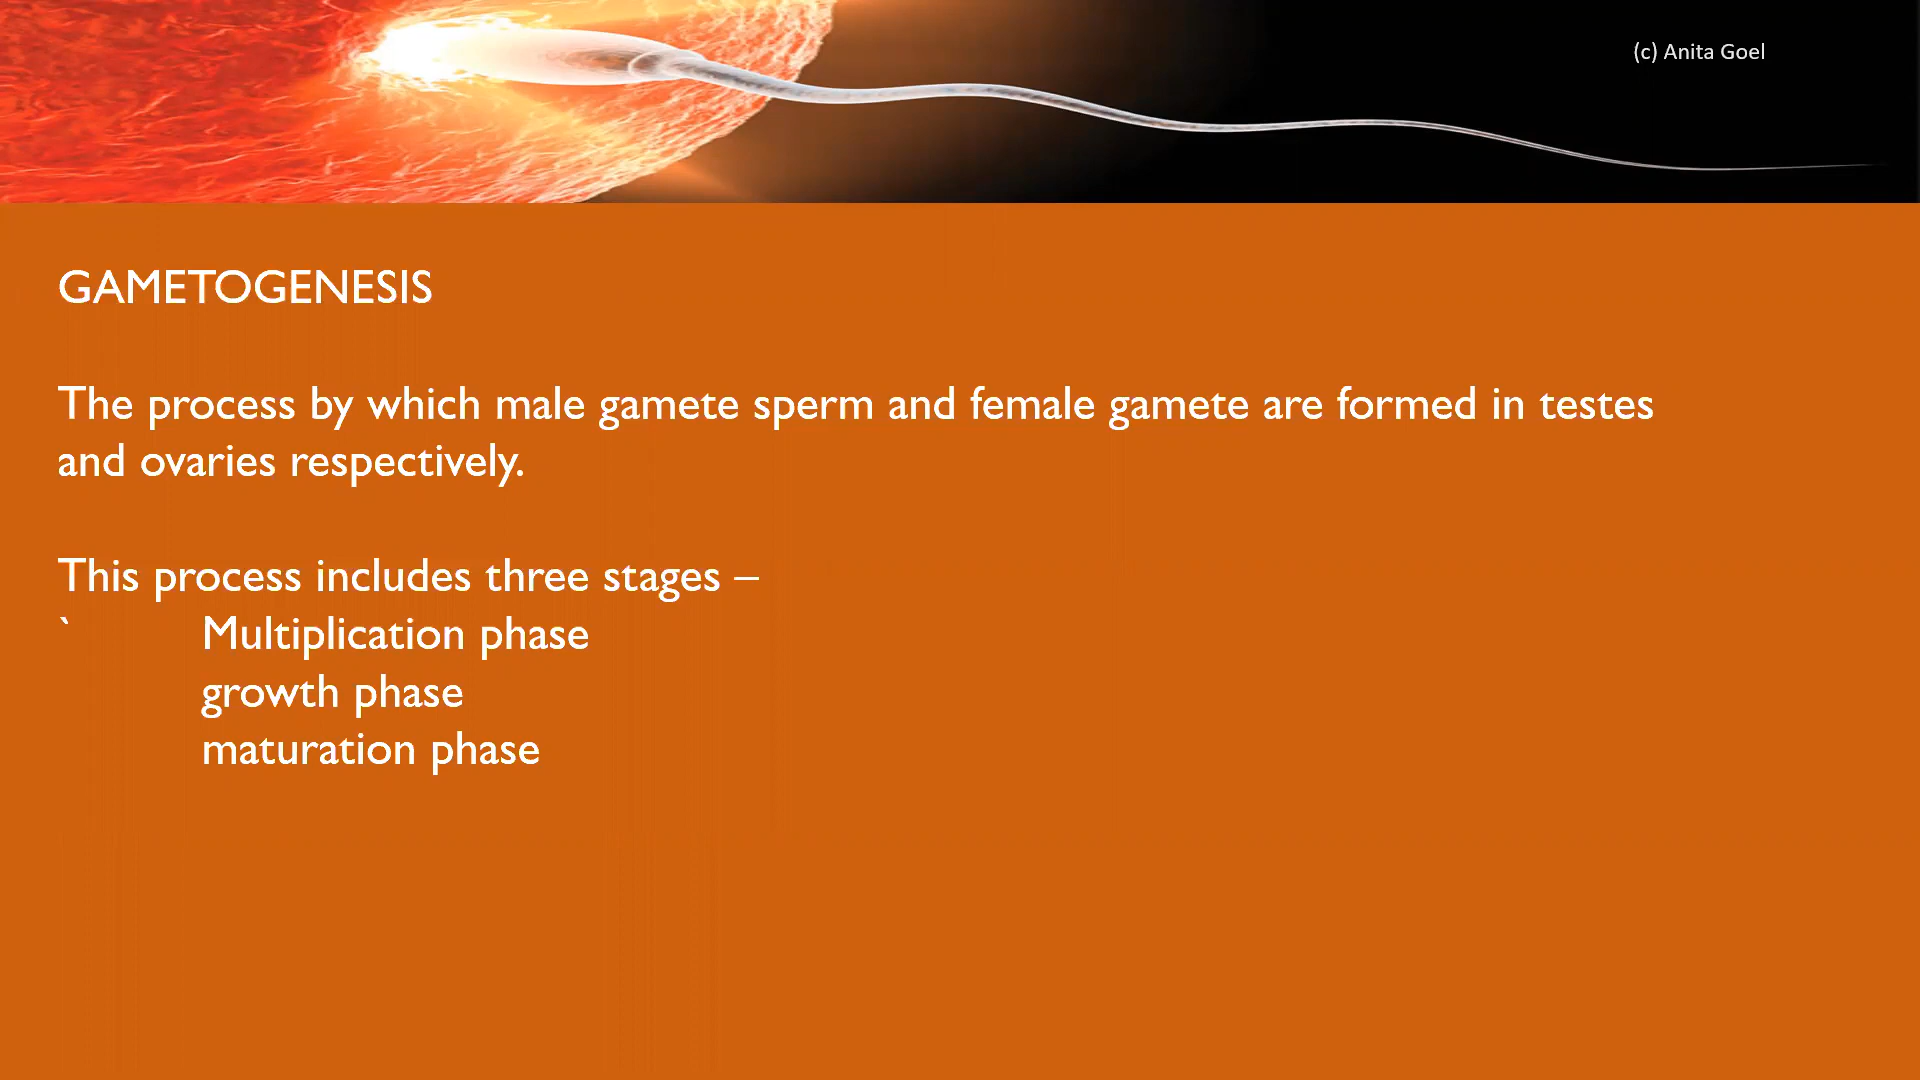 (c) Anita Goel
GAMETOGENESIS
The process by which male gamete sperm and female gamete are formed in testes
and ovaries respectively.
This process includes three stages –
` Multiplication phase
growth phase
maturation phase